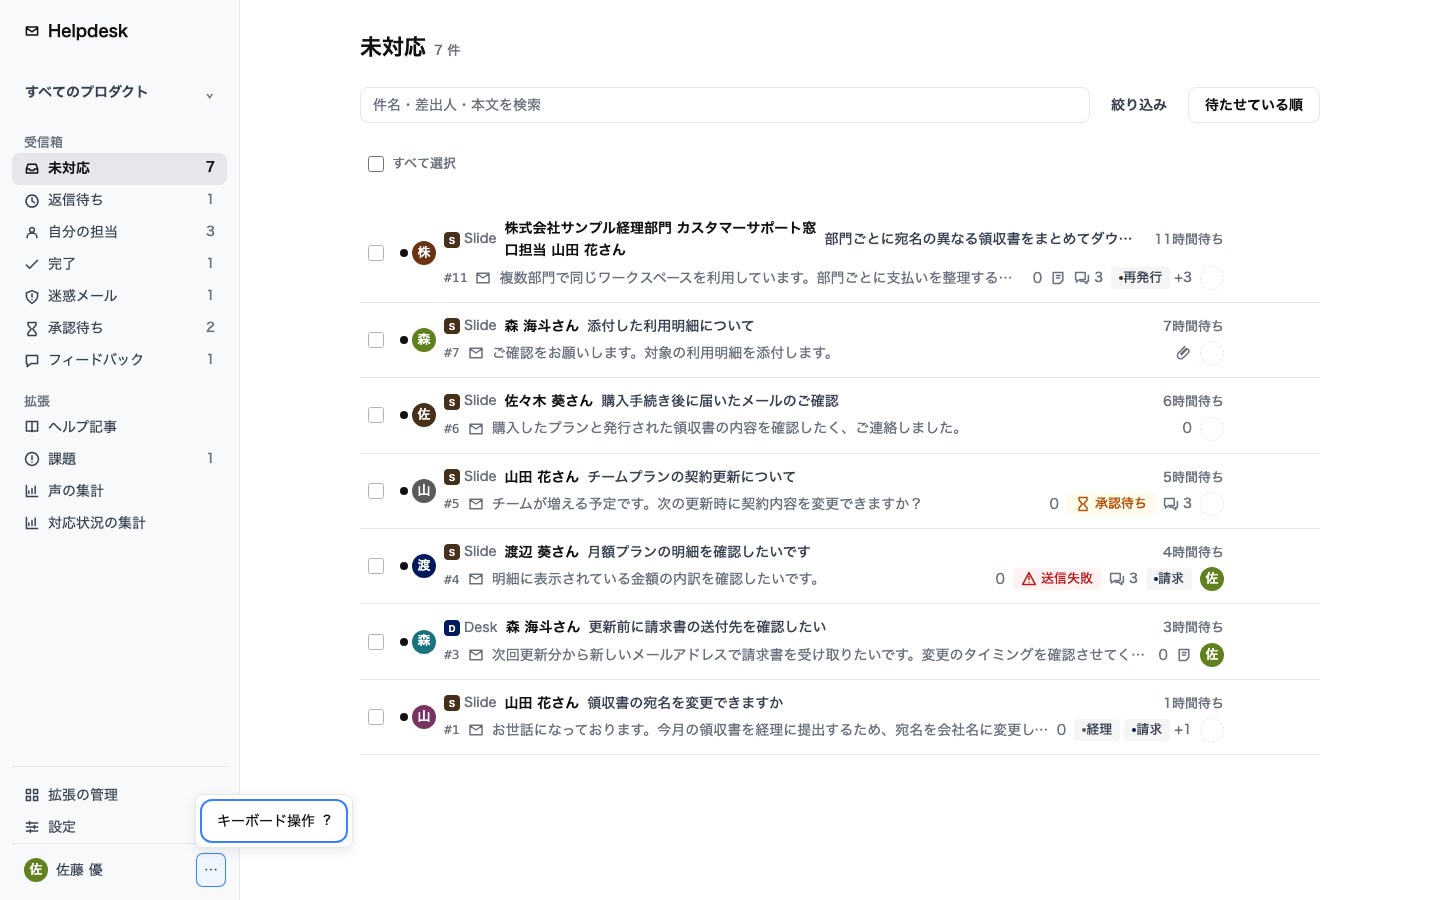 Helpdesk
すべてのプロダクト
受信箱
未対応 7
返信待ち 1
自分の担当 3
完了 1
迷惑メール 1
承認待ち 2
フィードバック 1
拡張
ヘルプ記事
課題 1
声の集計
対応状況の集計
拡張の管理
設定
キーボード操作 ?
佐 佐藤 優 …
未対応 7 件
件名・差出人・本文を検索 絞り込み 待たせている順
すべて選択
株 S Slide 株式会社サンプル経理部門 カスタマーサポート窓口担当 山田 花さん 部門ごとに宛名の異なる領収書をまとめてダウ… 11時間待ち
#11 複数部門で同じワークスペースを利用しています。部門ごとに支払いを整理する… 0 3 •再発行 +3
森 S Slide 森 海斗さん 添付した利用明細について 7時間待ち
#7 ご確認をお願いします。対象の利用明細を添付します。
佐 S Slide 佐々木 葵さん 購入手続き後に届いたメールのご確認 6時間待ち
#6 購入したプランと発行された領収書の内容を確認したく、ご連絡しました。 0
山 S Slide 山田 花さん チームプランの契約更新について 5時間待ち
#5 チームが増える予定です。次の更新時に契約内容を変更できますか？ 0 承認待ち 3
渡 S Slide 渡辺 葵さん 月額プランの明細を確認したいです 4時間待ち
#4 明細に表示されている金額の内訳を確認したいです。 0 送信失敗 3 •請求 佐
森 D Desk 森 海斗さん 更新前に請求書の送付先を確認したい 3時間待ち
#3 次回更新分から新しいメールアドレスで請求書を受け取りたいです。変更のタイミングを確認させてく… 0 佐
山 S Slide 山田 花さん 領収書の宛名を変更できますか 1時間待ち
#1 お世話になっております。今月の領収書を経理に提出するため、宛名を会社名に変更し… 0 •経理 •請求 +1